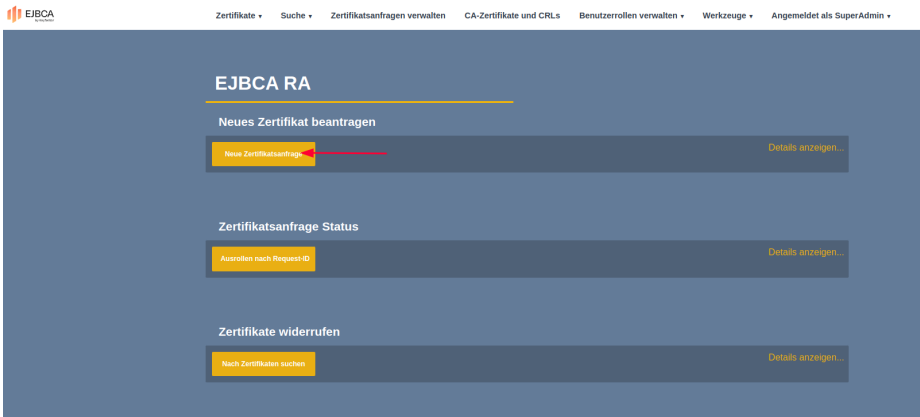 EJBCA
by Keyfactor
Zertifikate ▾ Suche ▾ Zertifikatsanfragen verwalten CA-Zertifikate und CRLs Benutzerrollen verwalten ▾ Werkzeuge ▾ Angemeldet als SuperAdmin ▾
EJBCA RA
Neues Zertifikat beantragen
Neue Zertifikatsanfrage
Details anzeigen...
Zertifikatsanfrage Status
Ausrollen nach Request-ID
Details anzeigen...
Zertifikate widerrufen
Nach Zertifikaten suchen
Details anzeigen...